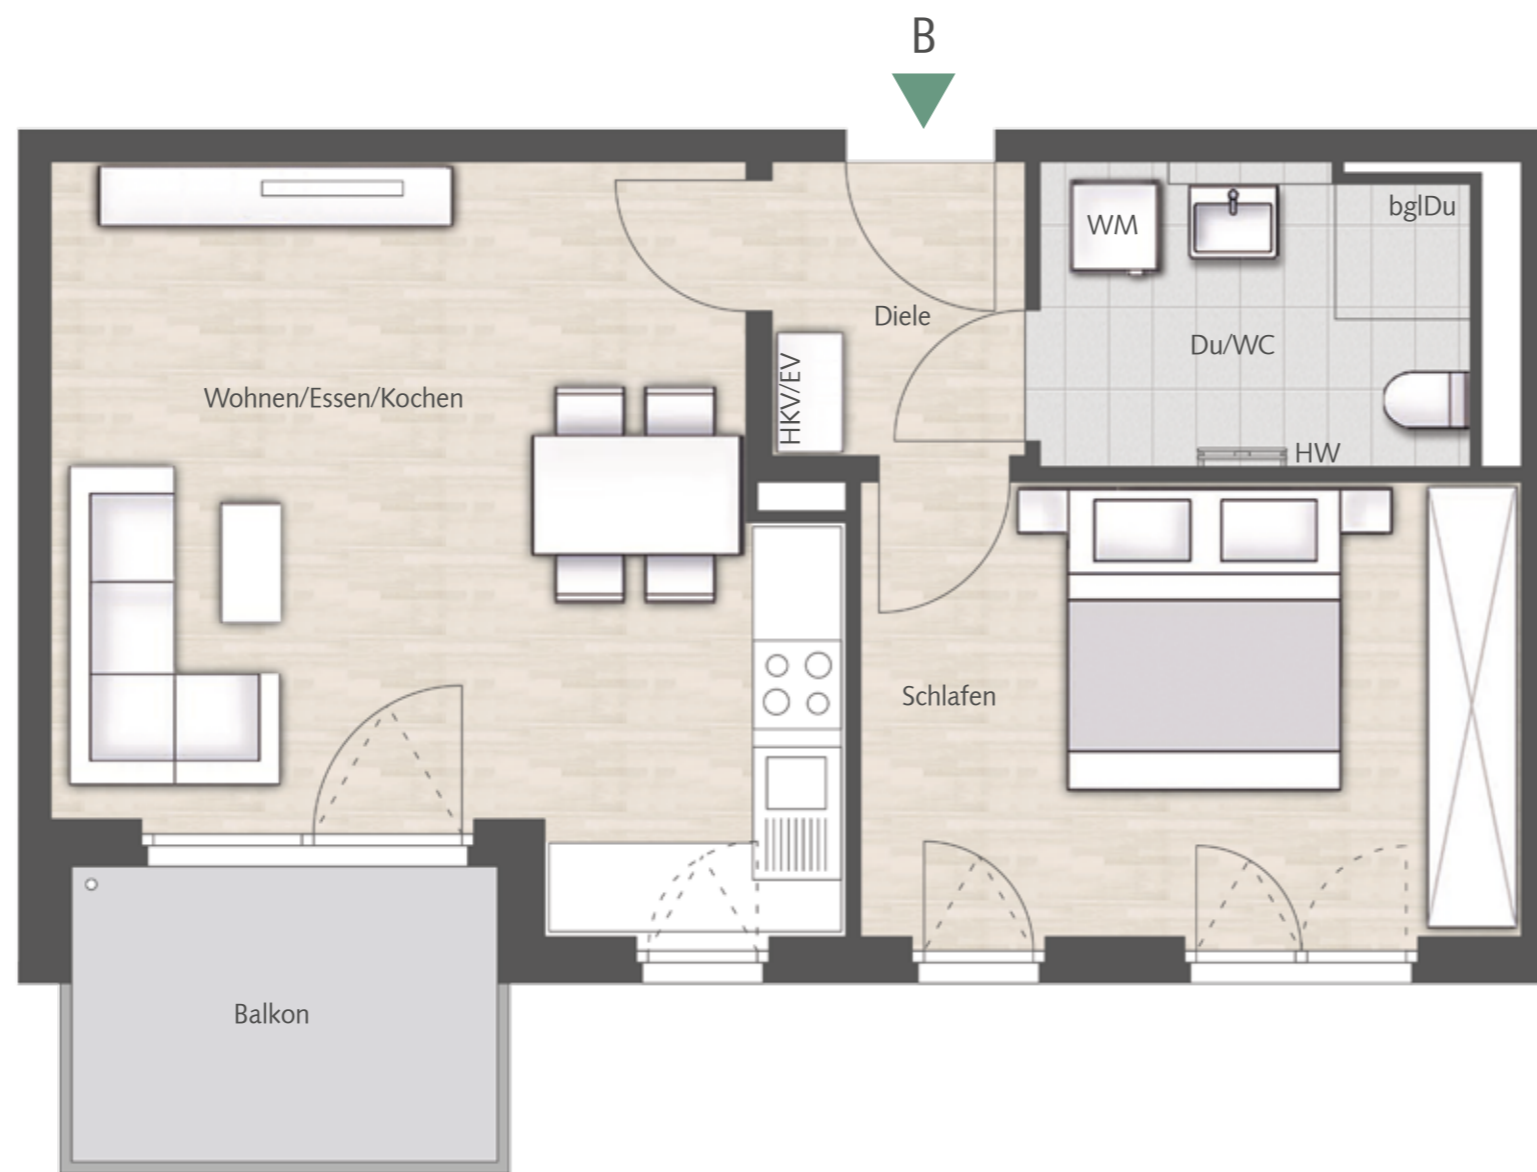 B
WM
bglDu
Diele
Du/WC
HKV/EV
Wohnen/Essen/Kochen
HW
Schlafen
Balkon